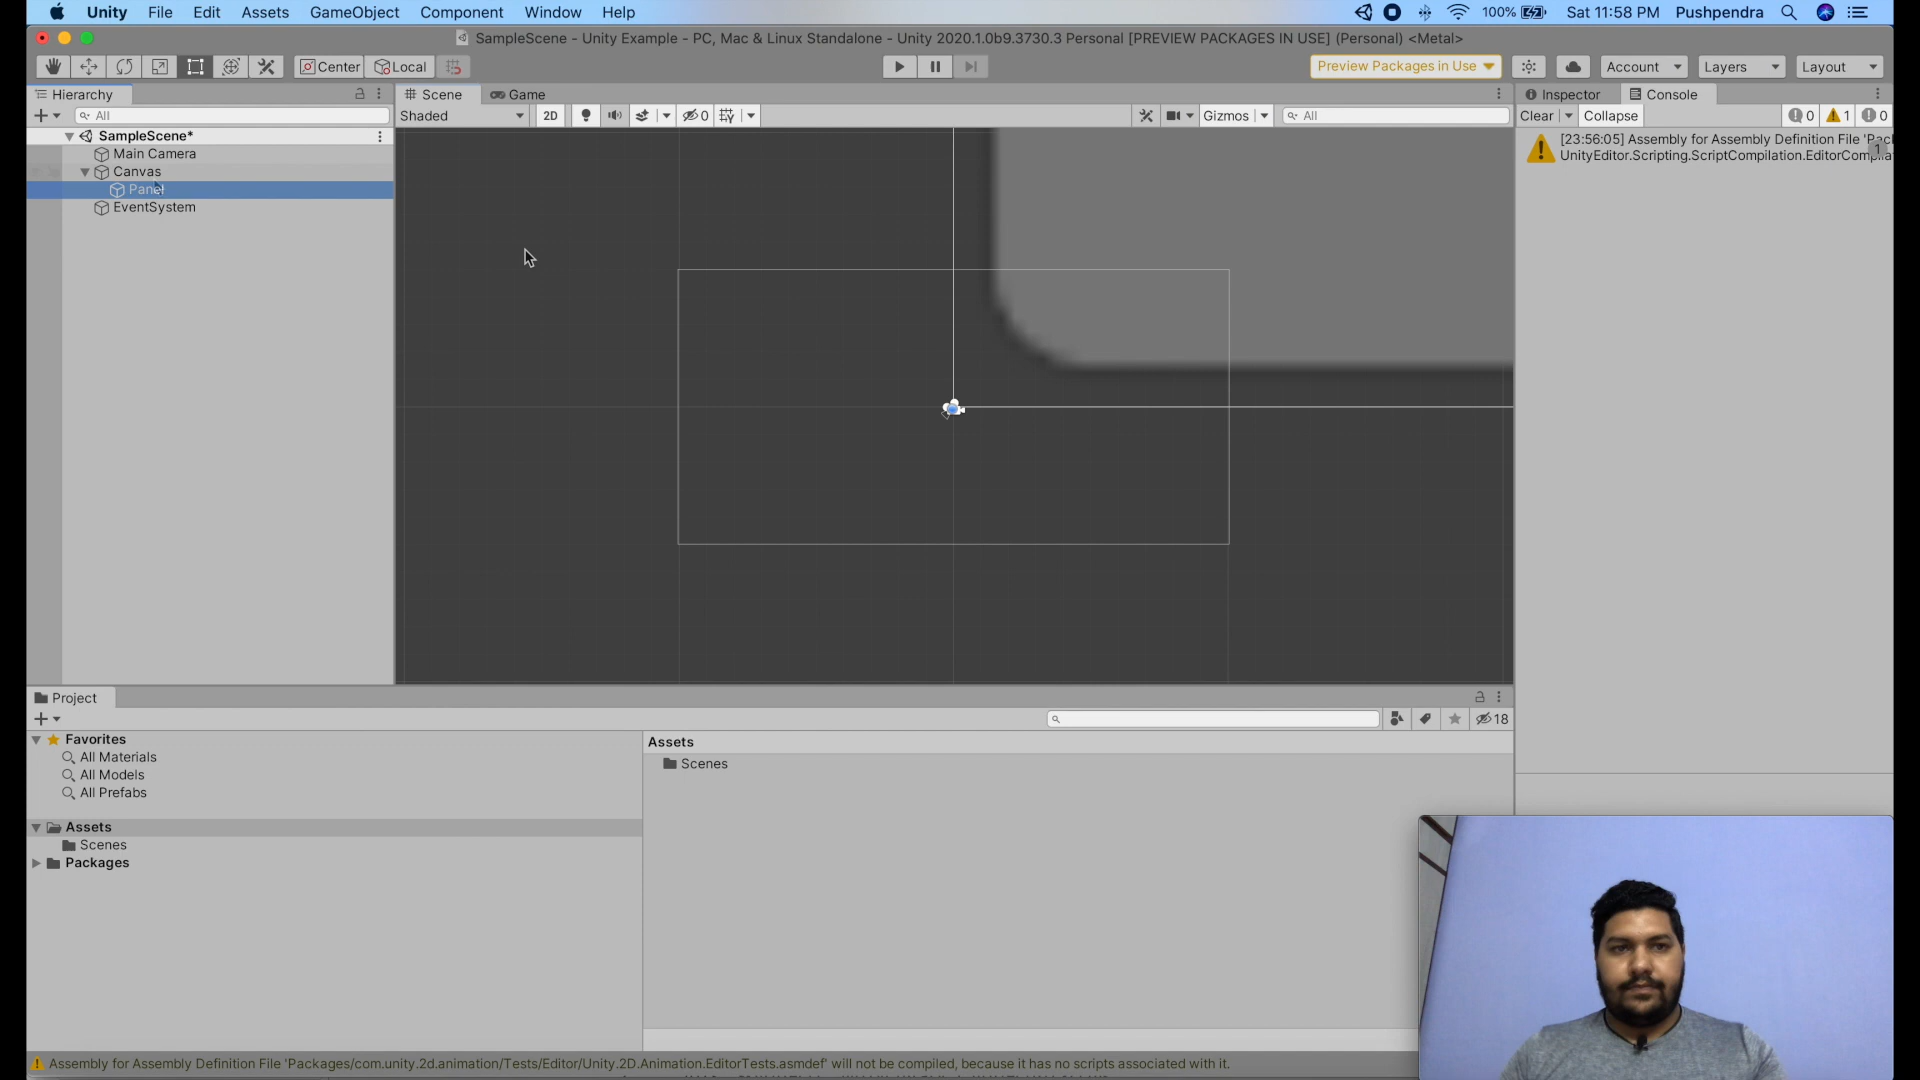 Unity File Edit Assets GameObject Component Window Help 100% Sat 11:58 PM Pushpendra
SampleScene - Unity Example - PC, Mac & Linux Standalone - Unity 2020.1.0b9.3730.3 Personal [PREVIEW PACKAGES IN USE] (Personal) <Metal>
Center Local Preview Packages in Use Account Layers Layout
Hierarchy Scene Game Inspector Console
All Shaded 2D 0 Gizmos All Clear Collapse 0 1 0
SampleScene*
Main Camera
Canvas
Panel
EventSystem
[23:56:05] Assembly for Assembly Definition File 'Pac
UnityEditor.Scripting.ScriptCompilation.EditorCompila
1
Project
18
Favorites
All Materials
All Models
All Prefabs
Assets
Scenes
Packages
Assets
Scenes
Assembly for Assembly Definition File 'Packages/com.unity.2d.animation/Tests/Editor/Unity.2D.Animation.EditorTests.asmdef' will not be compiled, because it has no scripts associated with it.